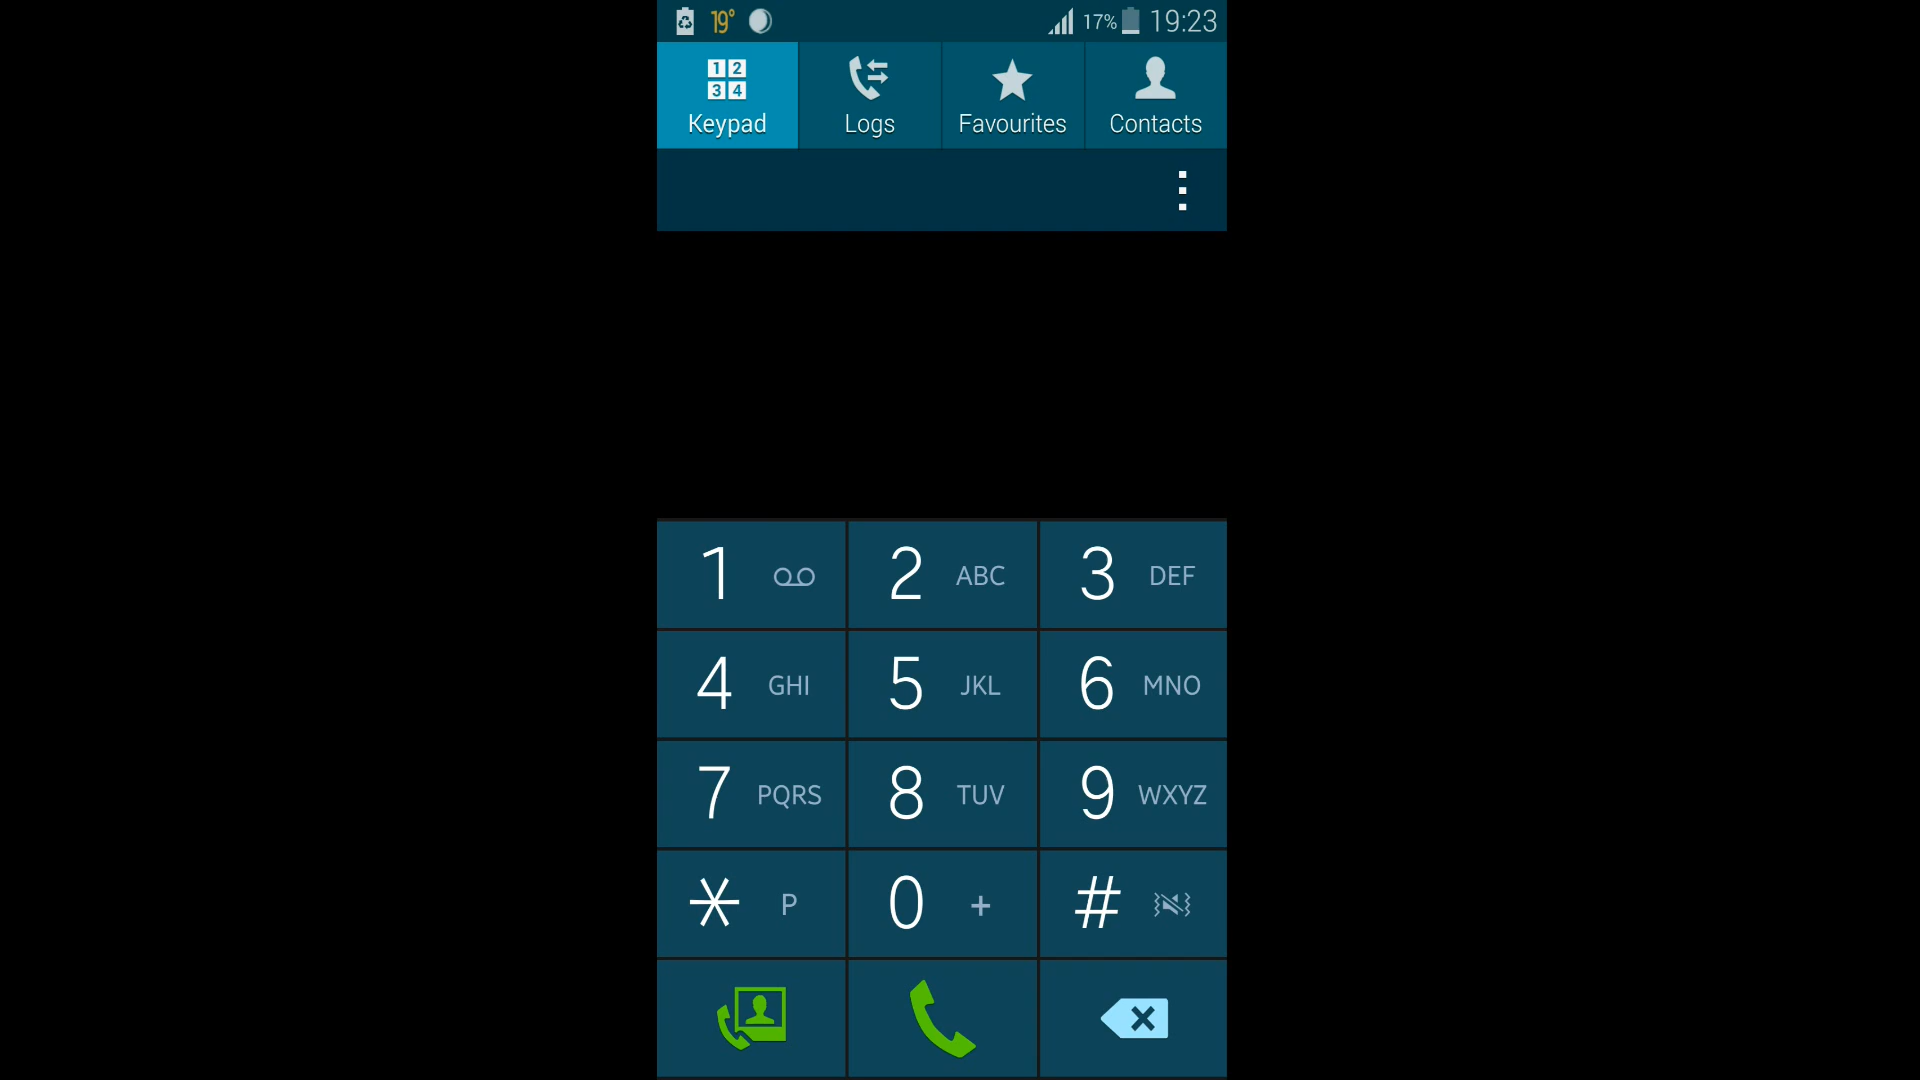 19° 17% 19:23
1 2
3 4
Keypad Logs Favourites Contacts
1 2 ABC 3 DEF
4 GHI 5 JKL 6 MNO
7 PQRS 8 TUV 9 WXYZ
* P 0 + #